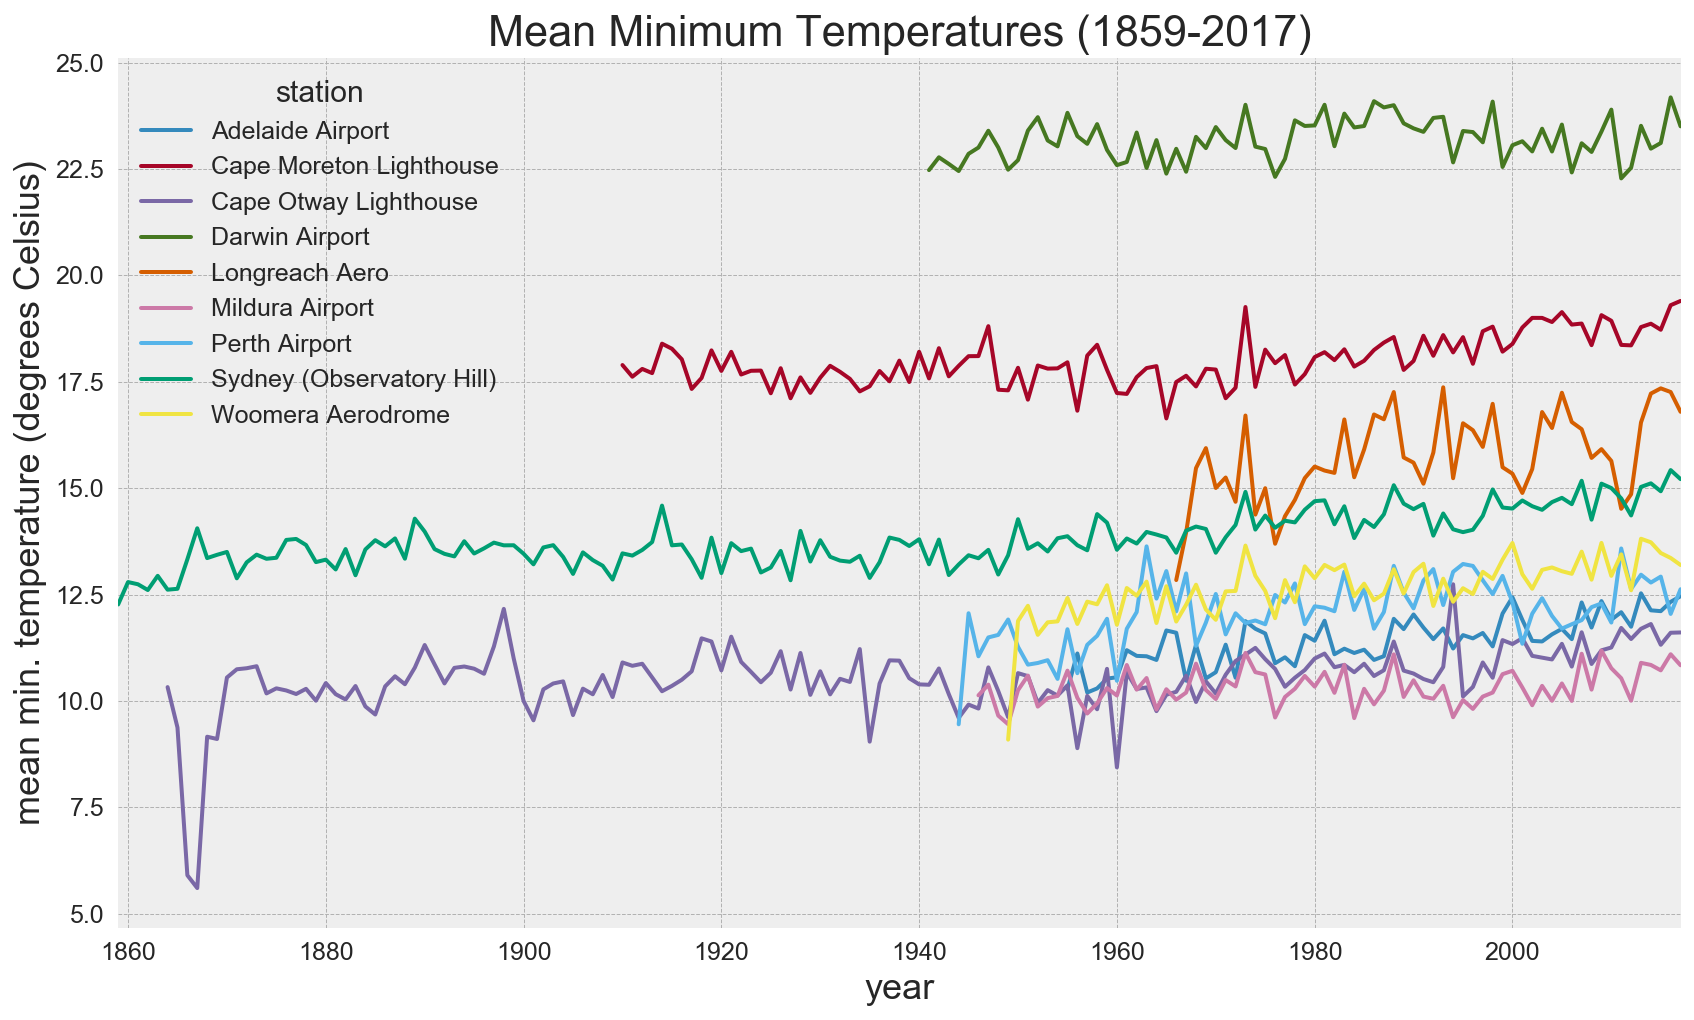 Mean Minimum Temperatures (1859-2017)
25.0
22.5
20.0
17.5
15.0
12.5
10.0
7.5
5.0
mean min. temperature (degrees Celsius)
station
Adelaide Airport
Cape Moreton Lighthouse
Cape Otway Lighthouse
Darwin Airport
Longreach Aero
Mildura Airport
Perth Airport
Sydney (Observatory Hill)
Woomera Aerodrome
1860 1880 1900 1920 1940 1960 1980 2000
year